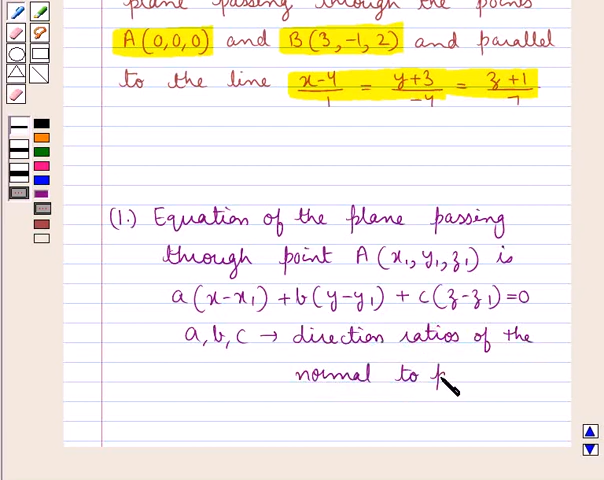 plane passing through the points
A(0,0,0) and B(3,-1,2) and parallel
to the line x-4/1 = y+3/-4 = z+1/7
(1.) Equation of the plane passing
through point A(x₁,y₁,z₁) is
a(x-x₁)+b(y-y₁)+c(z-z₁)=0
a,b,c → direction ratios of the
normal to p